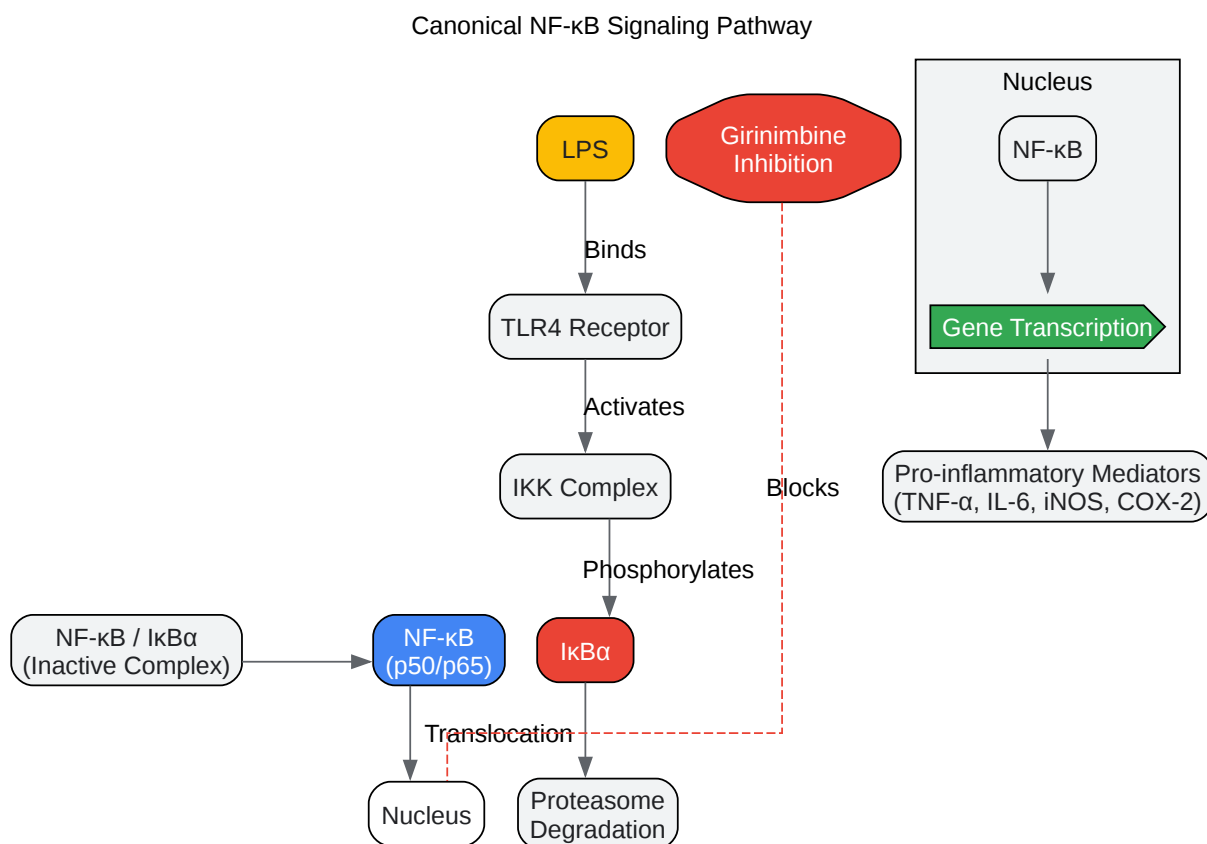 Canonical NF-κB Signaling Pathway
Nucleus
LPS
Girinimbine
Inhibition
NF-κB
Binds
TLR4 Receptor
Gene Transcription
Activates
IKK Complex
Blocks
Pro-inflammatory Mediators
(TNF-α, IL-6, iNOS, COX-2)
Phosphorylates
NF-κB / IκBα
(Inactive Complex)
NF-κB
(p50/p65)
IκBα
Translocation
Nucleus
Proteasome
Degradation